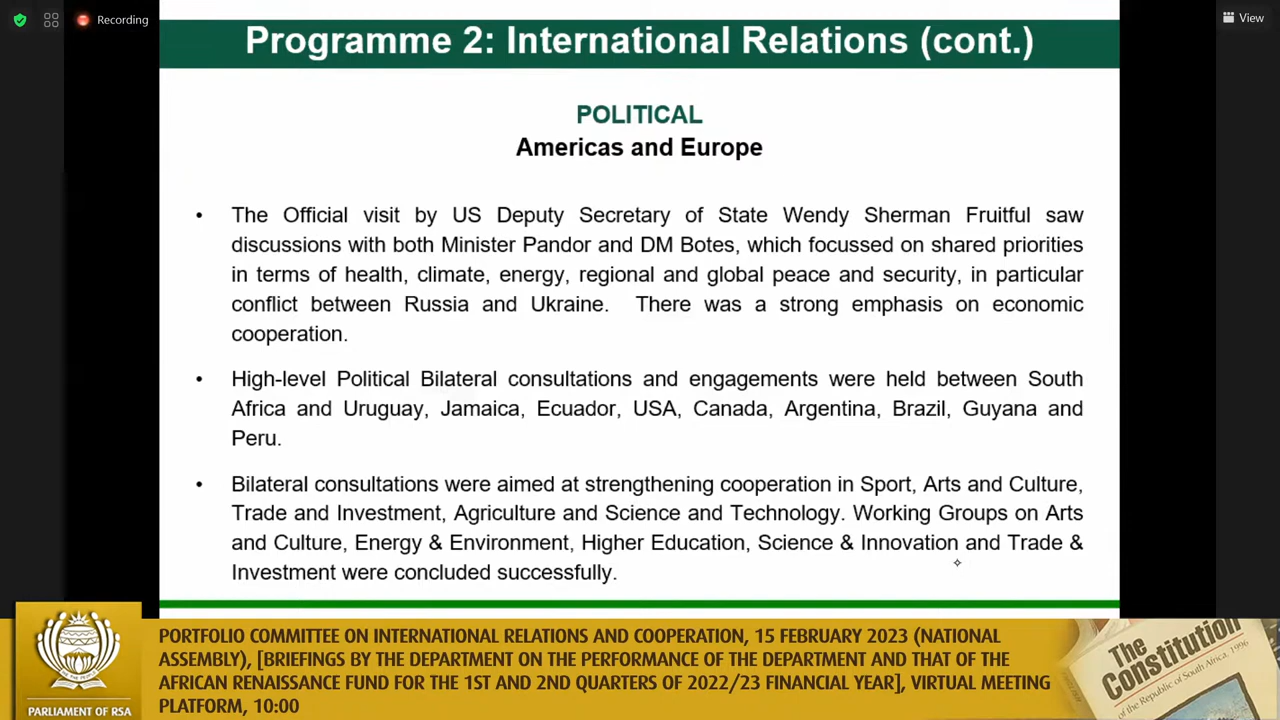 Recording
View
Programme 2: International Relations (cont.)
POLITICAL
Americas and Europe
• The Official visit by US Deputy Secretary of State Wendy Sherman Fruitful saw
discussions with both Minister Pandor and DM Botes, which focussed on shared priorities
in terms of health, climate, energy, regional and global peace and security, in particular
conflict between Russia and Ukraine. There was a strong emphasis on economic
cooperation.
• High-level Political Bilateral consultations and engagements were held between South
Africa and Uruguay, Jamaica, Ecuador, USA, Canada, Argentina, Brazil, Guyana and
Peru.
• Bilateral consultations were aimed at strengthening cooperation in Sport, Arts and Culture,
Trade and Investment, Agriculture and Science and Technology. Working Groups on Arts
and Culture, Energy & Environment, Higher Education, Science & Innovation and Trade &
Investment were concluded successfully.
PORTFOLIO COMMITTEE ON INTERNATIONAL RELATIONS AND COOPERATION, 15 FEBRUARY 2023 (NATIONAL
ASSEMBLY), [BRIEFINGS BY THE DEPARTMENT ON THE PERFORMANCE OF THE DEPARTMENT AND THAT OF THE
AFRICAN RENAISSANCE FUND FOR THE 1ST AND 2ND QUARTERS OF 2022/23 FINANCIAL YEAR], VIRTUAL MEETING
PLATFORM, 10:00
PARLIAMENT OF RSA
The
Constitution
of the Republic of South Africa, 1996